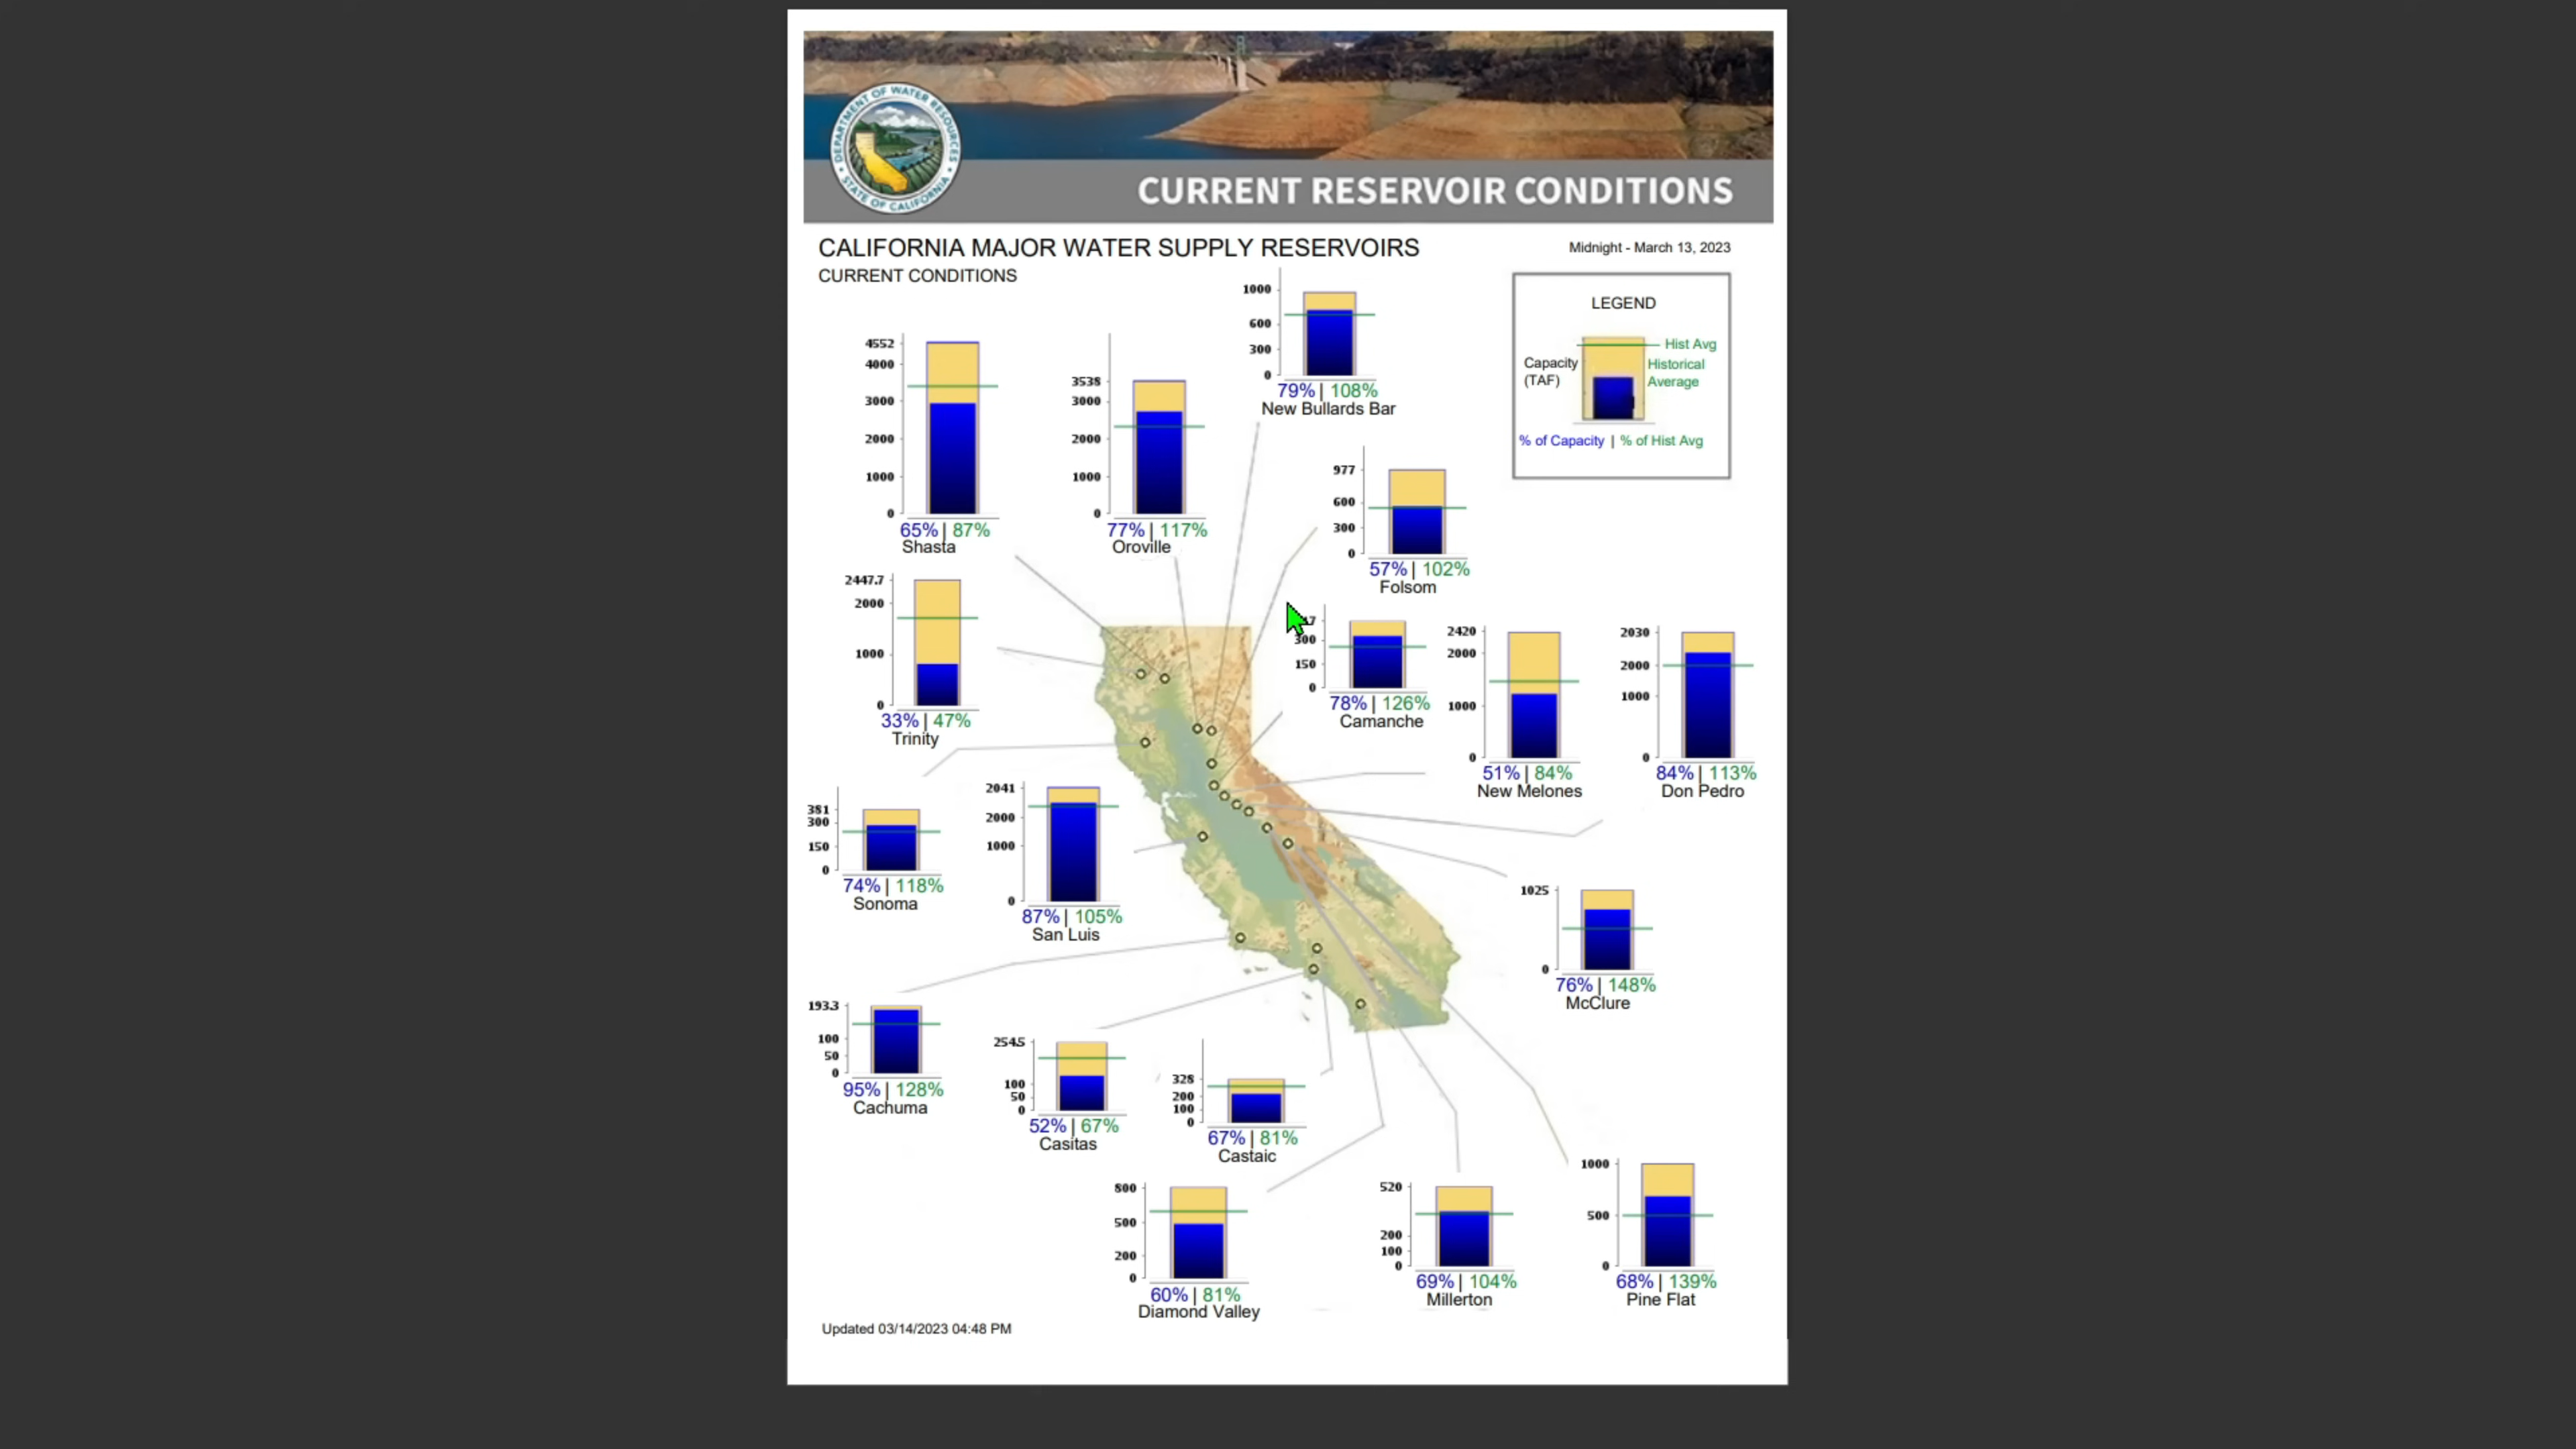 DEPARTMENT OF WATER RESOURCES
STATE OF CALIFORNIA
CURRENT RESERVOIR CONDITIONS
CALIFORNIA MAJOR WATER SUPPLY RESERVOIRS
Midnight - March 13, 2023
CURRENT CONDITIONS
LEGEND
Hist Avg
Capacity
(TAF)
Historical
Average
% of Capacity | % of Hist Avg
1000
600
300
0
79% | 108%
New Bullards Bar
4552
4000
3000
2000
1000
0
65% | 87%
Shasta
3538
3000
2000
1000
0
77% | 117%
Oroville
977
600
300
0
57% | 102%
Folsom
2447.7
2000
1000
0
33% | 47%
Trinity
300
150
0
78% | 126%
Camanche
2420
2000
1000
0
51% | 84%
New Melones
2030
2000
1000
0
84% | 113%
Don Pedro
381
300
150
0
74% | 118%
Sonoma
2041
2000
1000
0
87% | 105%
San Luis
1025
0
76% | 148%
McClure
193.3
100
50
0
95% | 128%
Cachuma
254.5
100
50
0
52% | 67%
Casitas
328
200
100
0
67% | 81%
Castaic
800
500
200
0
60% | 81%
Diamond Valley
520
200
100
0
69% | 104%
Millerton
1000
500
0
68% | 139%
Pine Flat
Updated 03/14/2023 04:48 PM